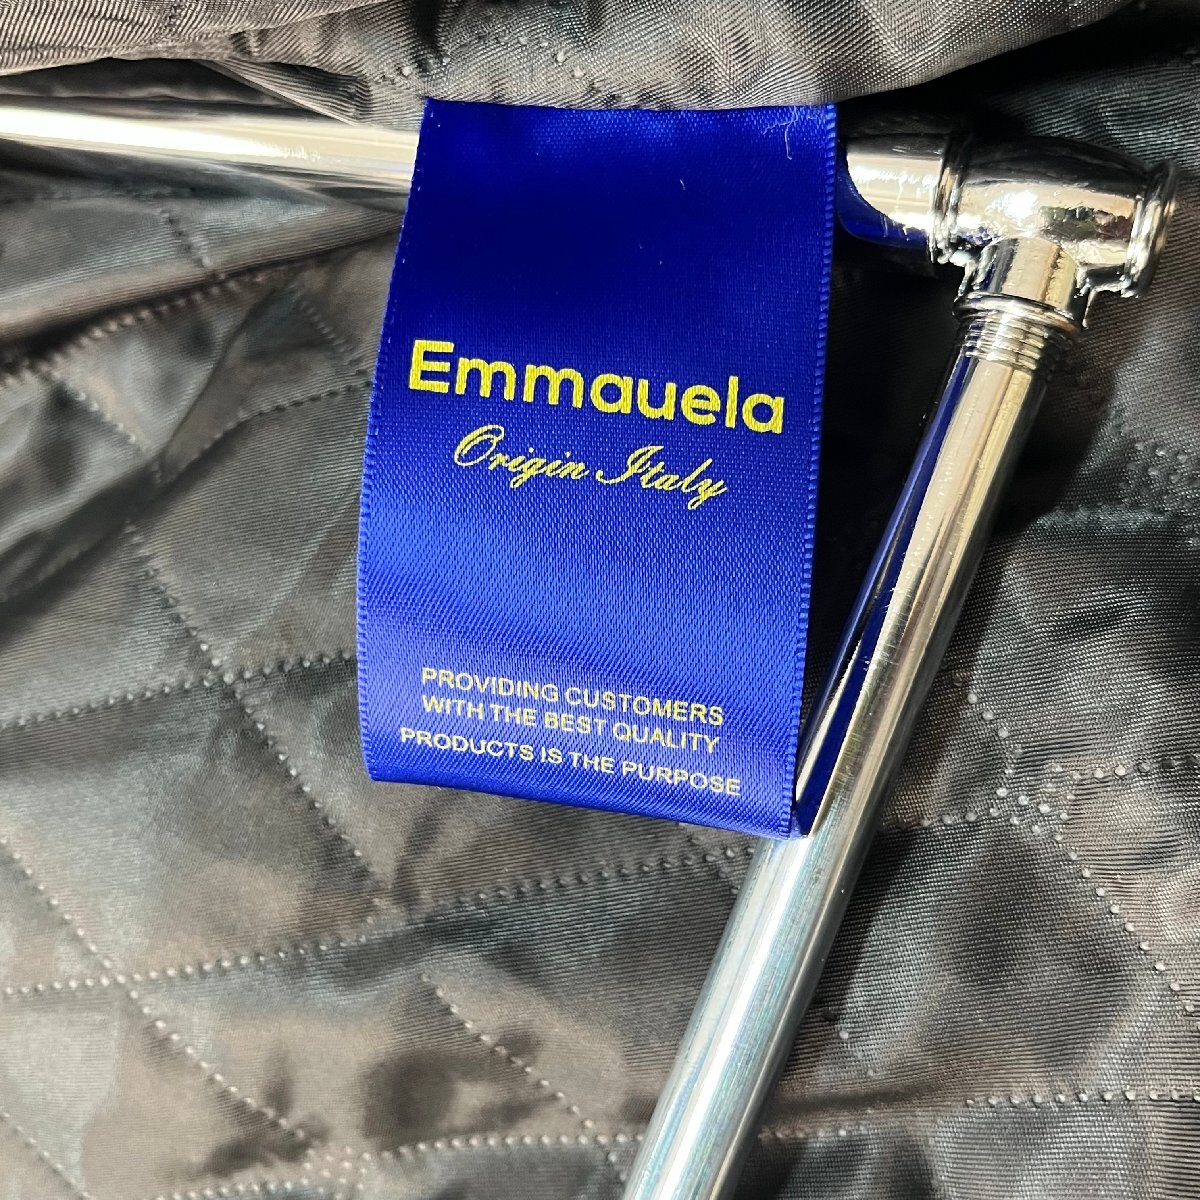 Emmauela
Origin Italy
PROVIDING CUSTOMERS
WITH THE BEST QUALITY
PRODUCTS IS THE PURPOSE